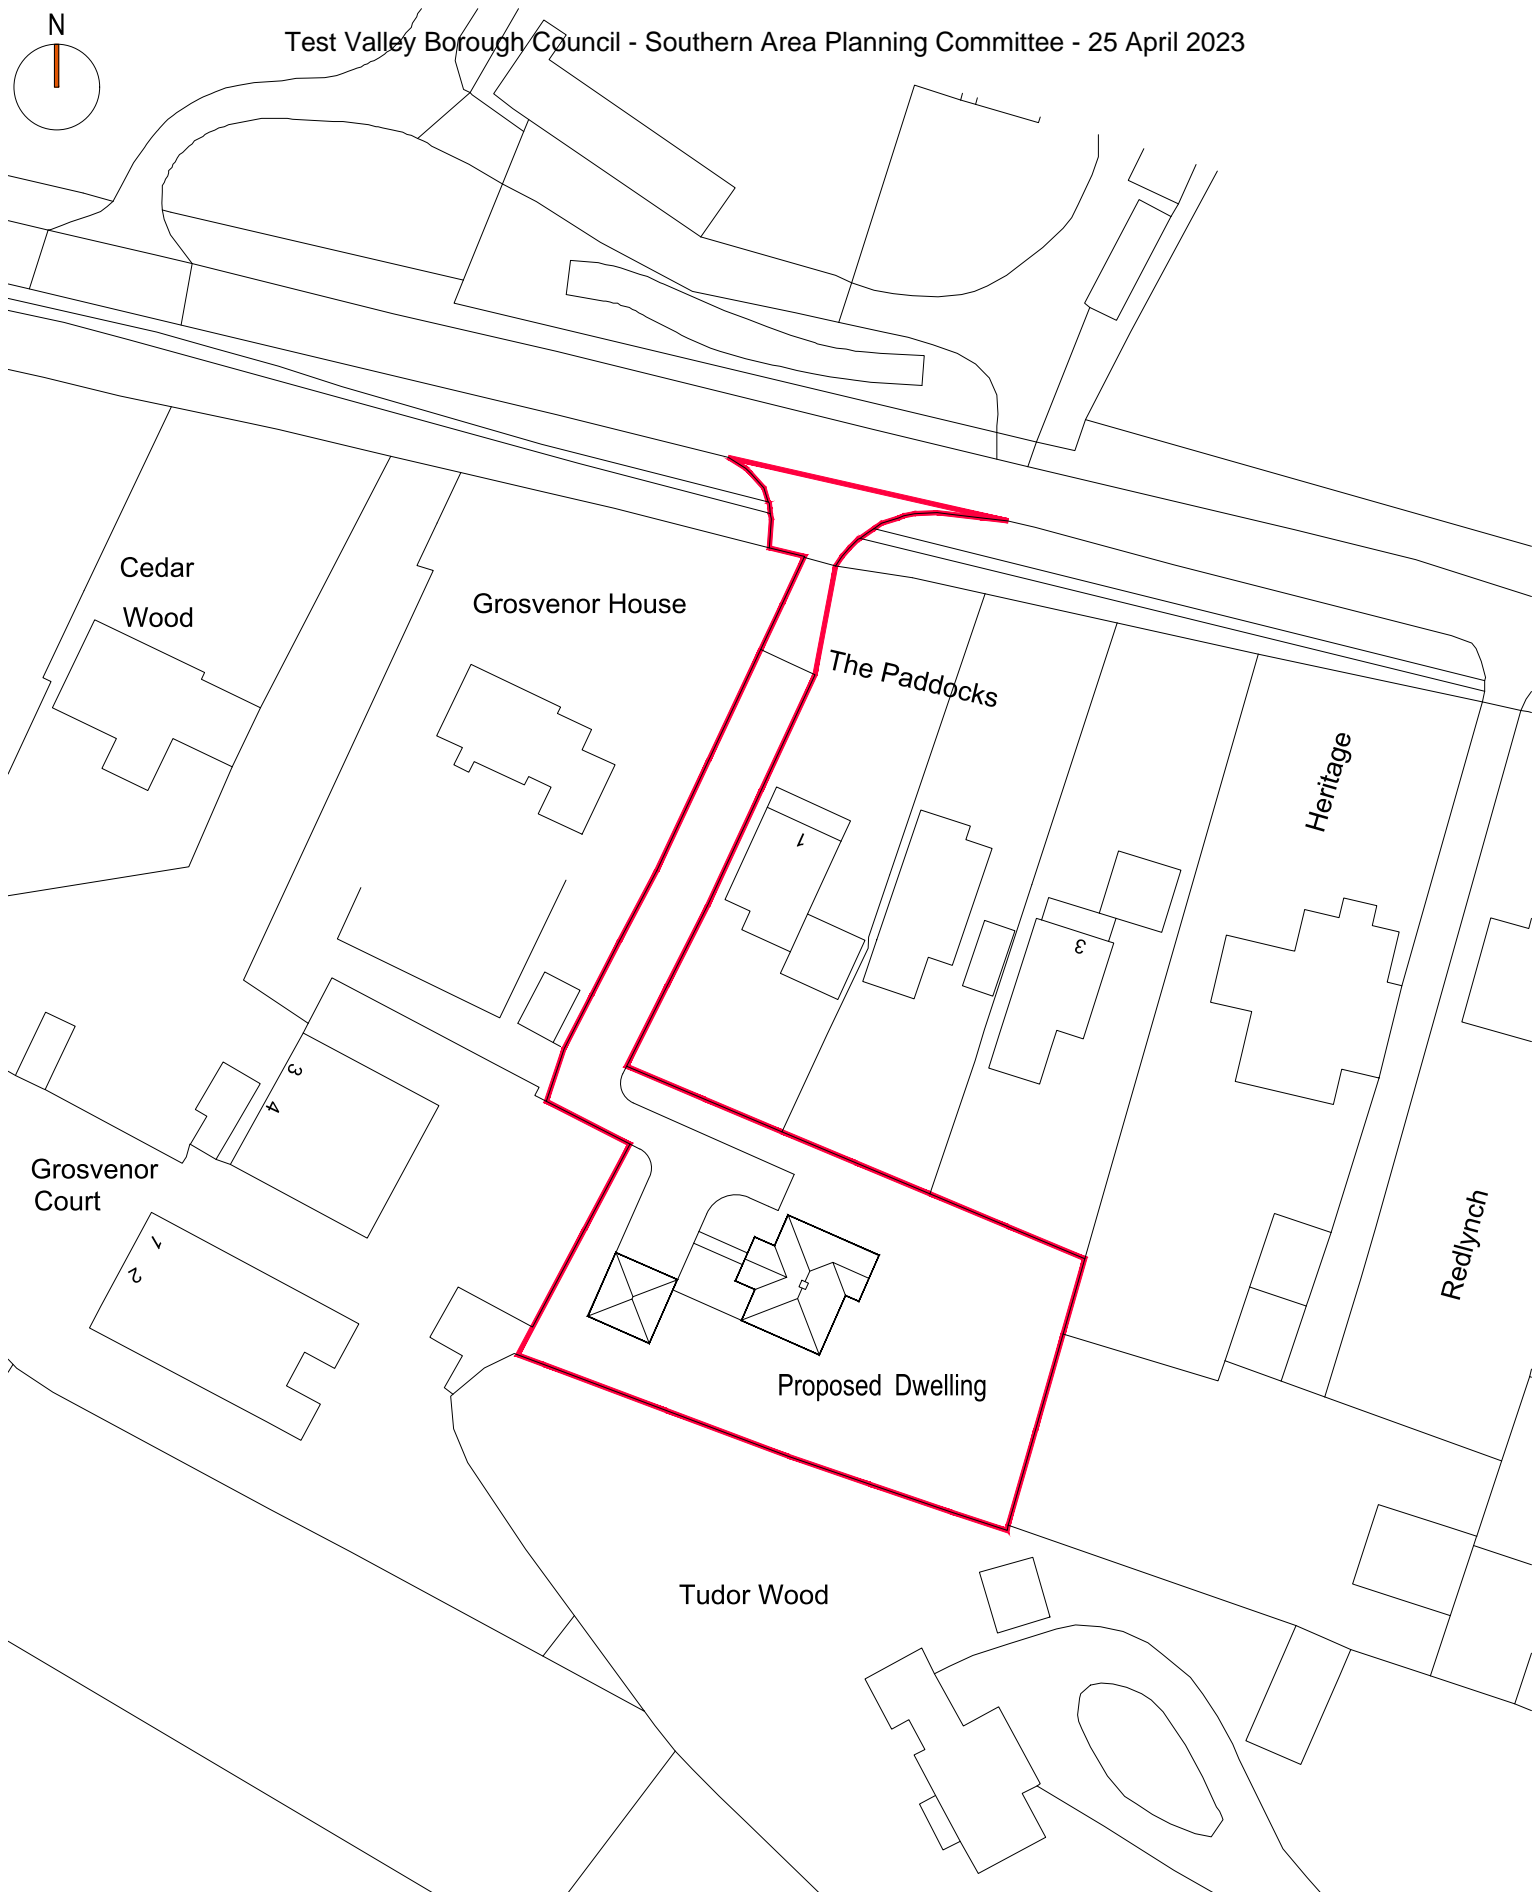 N
Test Valley Borough Council - Southern Area Planning Committee - 25 April 2023
Cedar
Wood
Grosvenor House
The Paddocks
Heritage
1
3
3
4
Grosvenor
Court
1
2
Redlynch
Proposed Dwelling
Tudor Wood